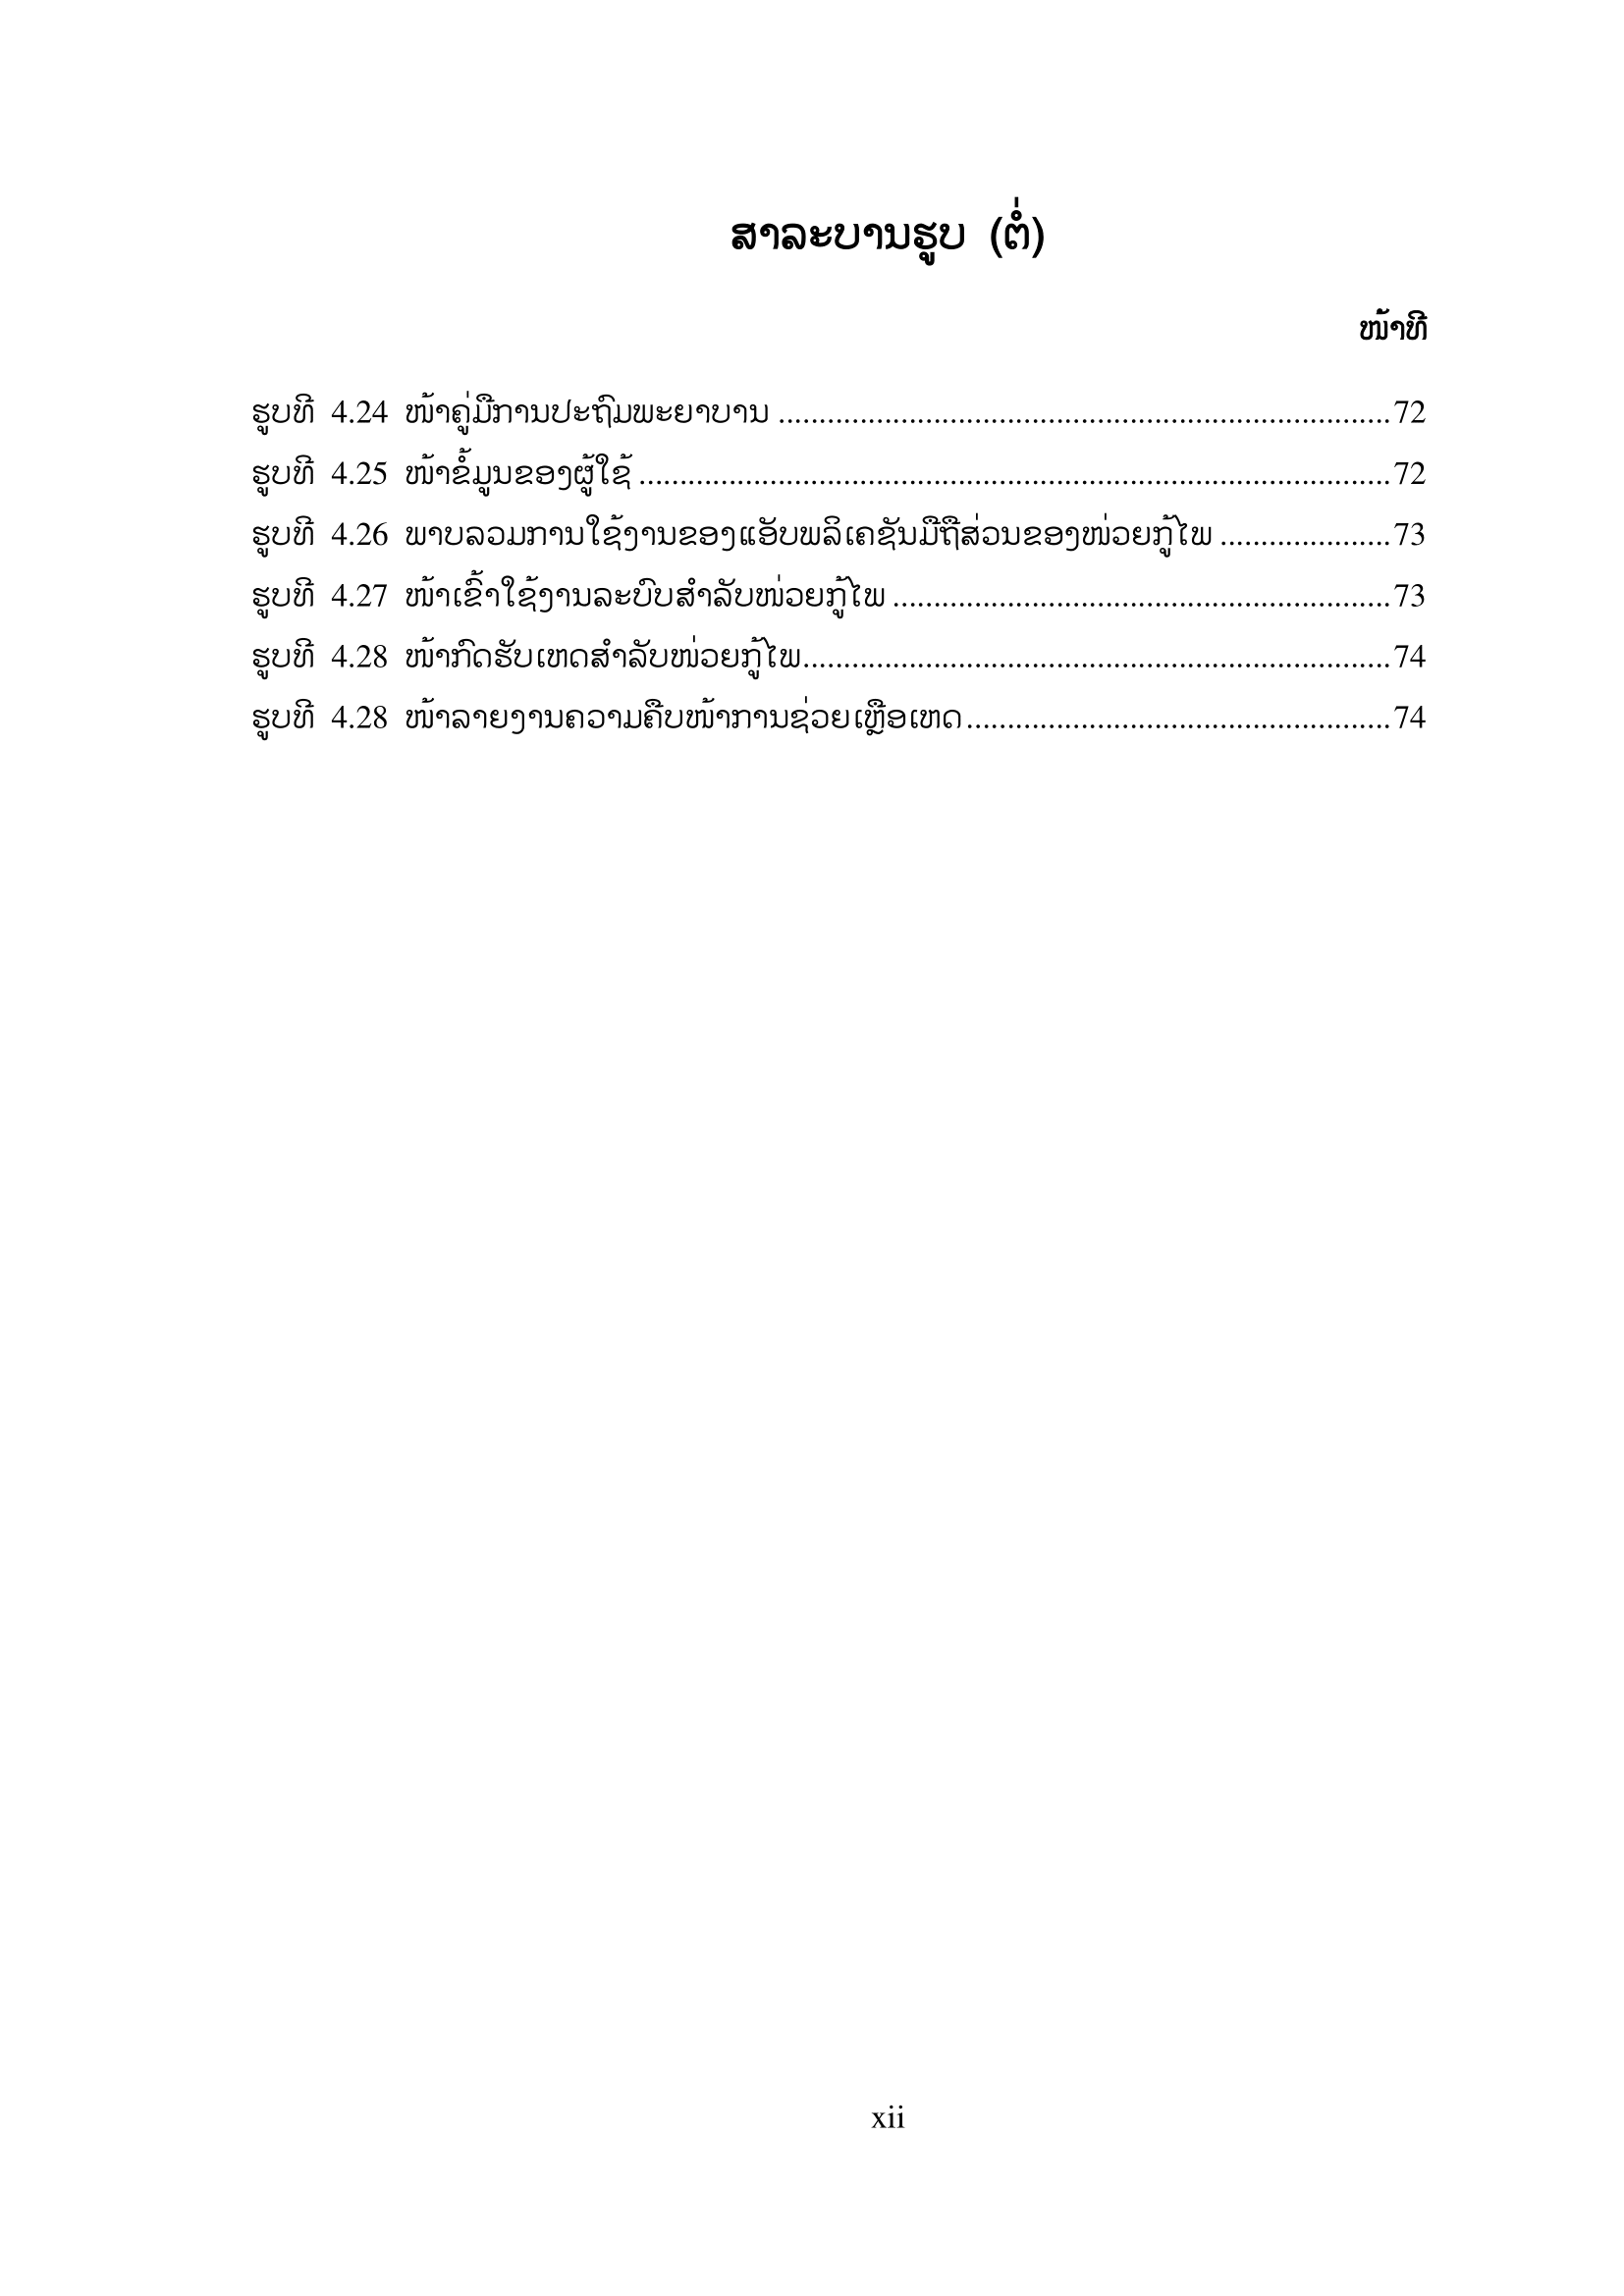 ສາລະບານຮູບ (ຕໍ່)
ໜ້າທີ
ຮູບທີ 4.24 ໜ້າຄູ່ມືການປະຖົມພະຍາບານ ........................................................................... 72
ຮູບທີ 4.25 ໜ້າຂໍ້ມູນຂອງຜູ້ໃຊ້ ............................................................................................ 72
ຮູບທີ 4.26 ພາບລວມການໃຊ້ງານຂອງແອັບພລິເຄຊັນມືຖືສ່ວນຂອງໜ່ວຍກູ້ໄພ ..................... 73
ຮູບທີ 4.27 ໜ້າເຂົ້າໃຊ້ງານລະບົບສຳລັບໜ່ວຍກູ້ໄພ ............................................................. 73
ຮູບທີ 4.28 ໜ້າກົດຮັບເຫດສຳລັບໜ່ວຍກູ້ໄພ........................................................................ 74
ຮູບທີ 4.28 ໜ້າລາຍງານຄວາມຄືບໜ້າການຊ່ວຍເຫຼືອເຫດ.................................................... 74
xii